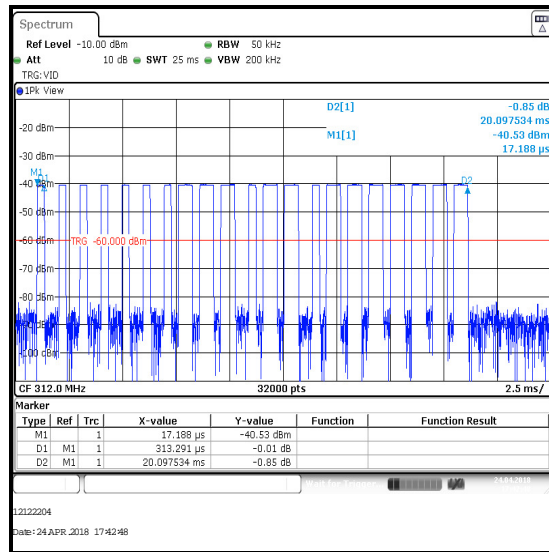 Spectrum
Ref Level -10.00 dBm RBW 50 kHz
Att 10 dB SWT 25 ms VBW 200 kHz
TRG:VID
1Pk View
D2[1] -0.85 dB
20.097534 ms
M1[1] -40.53 dBm
17.188 µs
-20 dBm
-30 dBm
M1
D1
D2
-40 dBm
-50 dBm
-60 dBm
TRG -60.000 dBm
-70 dBm
-80 dBm
-90 dBm
-100 dBm
CF 312.0 MHz 32000 pts 2.5 ms/
Marker
Type Ref Trc X-value Y-value Function Function Result
M1 1 17.188 µs -40.53 dBm
D1 M1 1 313.291 µs -0.01 dB
D2 M1 1 20.097534 ms -0.85 dB
Wait for Trigger 24.04.2018
12122204
Date: 24.APR.2018 17:42:48